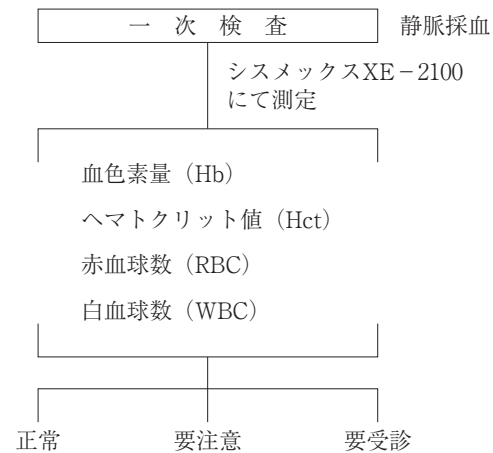 一次検査 静脈採血
シスメックスXE－2100
にて測定
血色素量（Hb）
ヘマトクリット値（Hct）
赤血球数（RBC）
白血球数（WBC）
正常 要注意 要受診